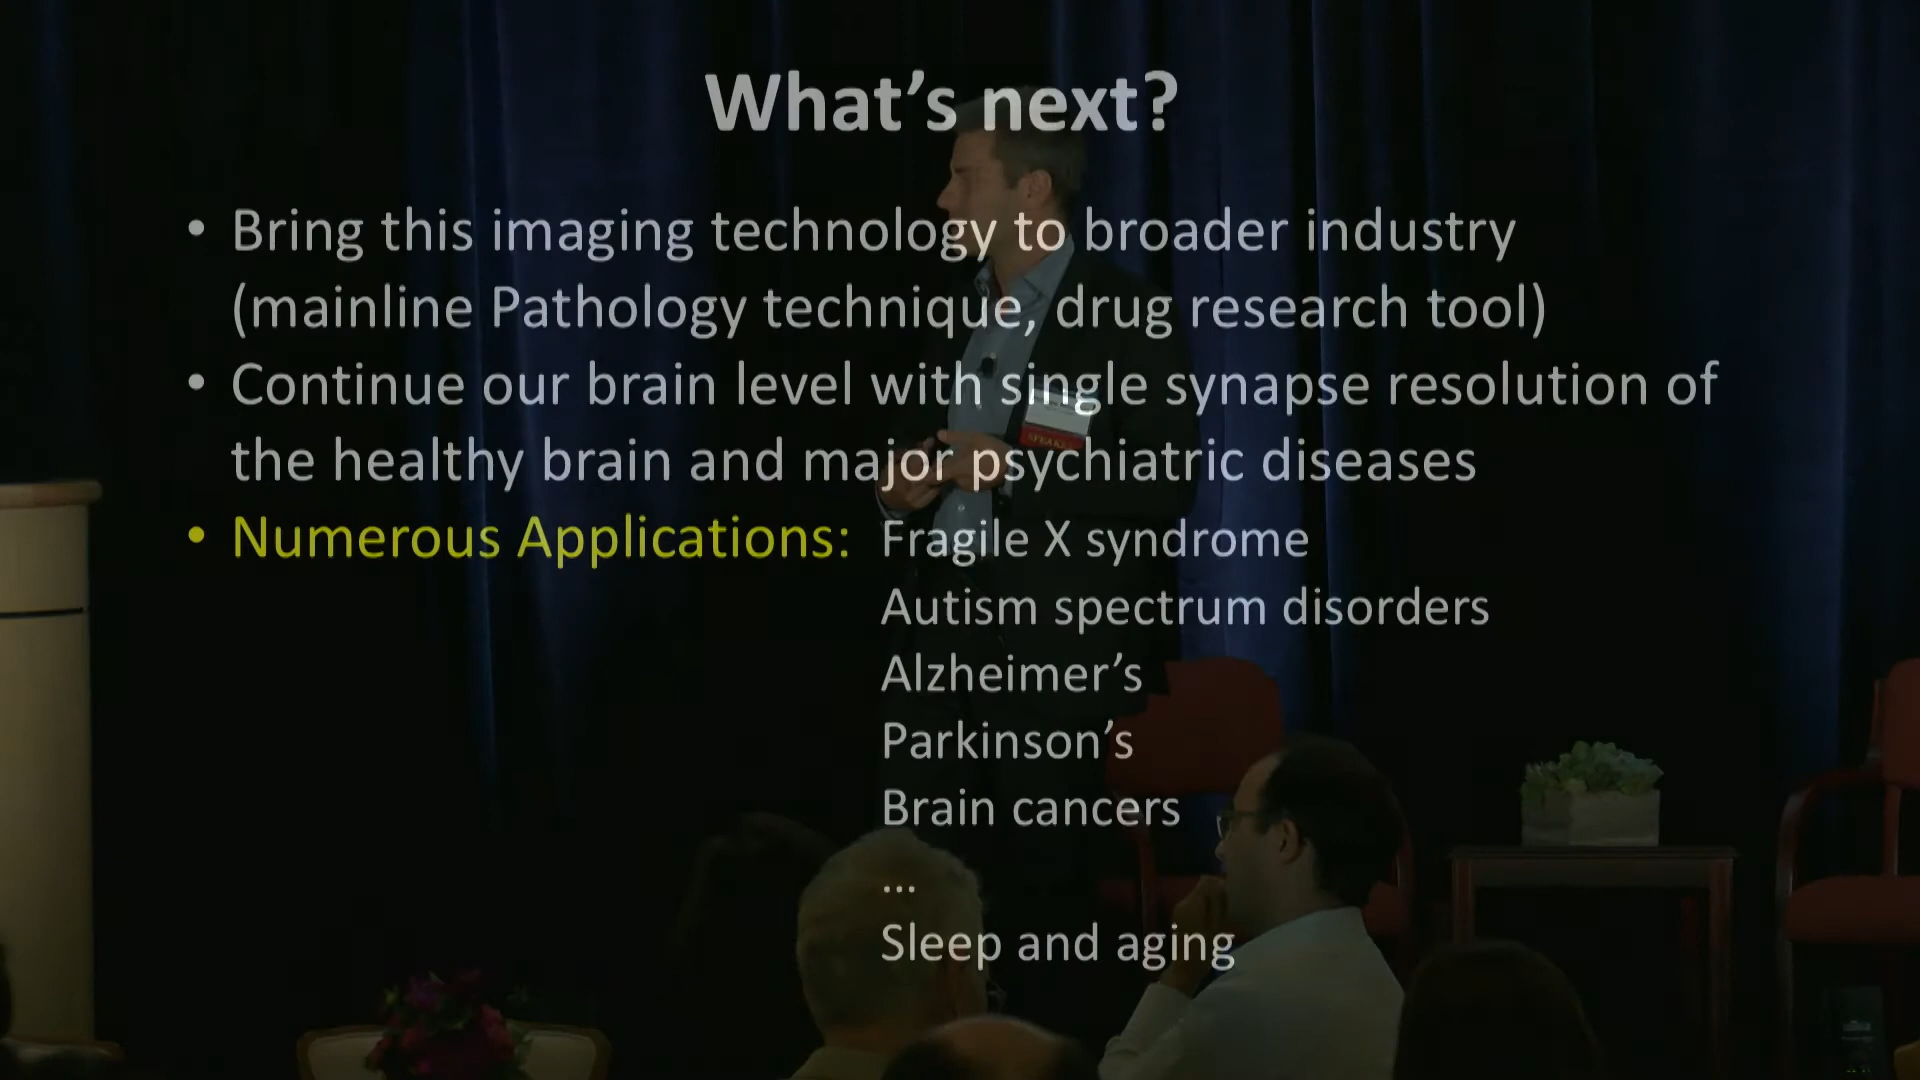 What's next?
• Bring this imaging technology to broader industry
(mainline Pathology technique, drug research tool)
• Continue our brain level with single synapse resolution of
the healthy brain and major psychiatric diseases
• Numerous Applications: Fragile X syndrome
Autism spectrum disorders
Alzheimer's
Parkinson's
Brain cancers
...
Sleep and aging
SPEAKER